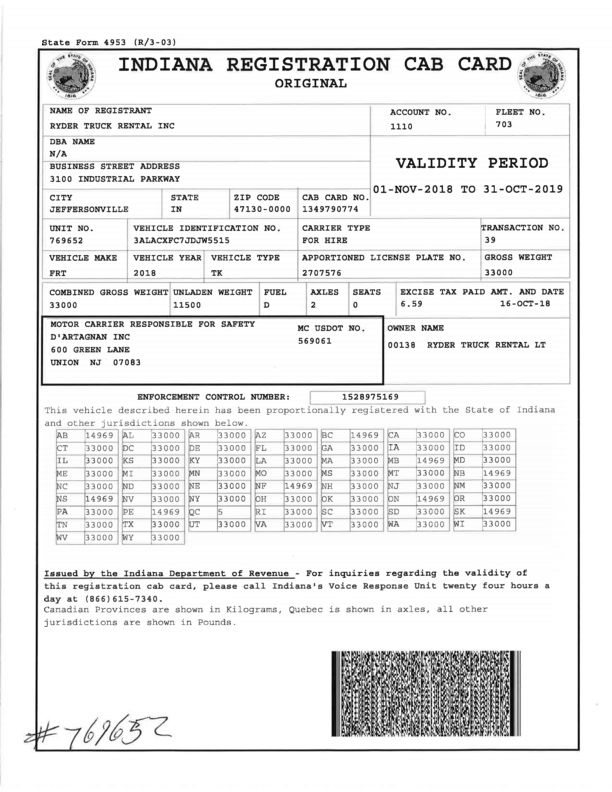 State Form 4953 (R/3-03)
INDIANA REGISTRATION CAB CARD
ORIGINAL
NAME OF REGISTRANT
RYDER TRUCK RENTAL INC
ACCOUNT NO. FLEET NO.
1110 703
DBA NAME
N/A
BUSINESS STREET ADDRESS
3100 INDUSTRIAL PARKWAY
VALIDITY PERIOD
01-NOV-2018 TO 31-OCT-2019
CITY STATE ZIP CODE CAB CARD NO.
JEFFERSONVILLE IN 47130-0000 1349790774
UNIT NO. VEHICLE IDENTIFICATION NO. CARRIER TYPE TRANSACTION NO.
769652 3ALACXFC7JDJW5515 FOR HIRE 39
VEHICLE MAKE VEHICLE YEAR VEHICLE TYPE APPORTIONED LICENSE PLATE NO. GROSS WEIGHT
FRT 2018 TK 2707576 33000
COMBINED GROSS WEIGHT UNLADEN WEIGHT FUEL AXLES SEATS EXCISE TAX PAID AMT. AND DATE
33000 11500 D 2 0 6.59 16-OCT-18
MOTOR CARRIER RESPONSIBLE FOR SAFETY MC USDOT NO. OWNER NAME
D'ARTAGNAN INC 569061
600 GREEN LANE 00138 RYDER TRUCK RENTAL LT
UNION NJ 07083
ENFORCEMENT CONTROL NUMBER: 1528975169
This vehicle described herein has been proportionally registered with the State of Indiana
and other jurisdictions shown below.
AB 14969 AL 33000 AR 33000 AZ 33000 BC 14969 CA 33000 CO 33000
CT 33000 DC 33000 DE 33000 FL 33000 GA 33000 IA 33000 ID 33000
IL 33000 KS 33000 KY 33000 LA 33000 MA 33000 MB 14969 MD 33000
ME 33000 MI 33000 MN 33000 MO 33000 MS 33000 MT 33000 NB 14969
NC 33000 ND 33000 NE 33000 NF 14969 NH 33000 NJ 33000 NM 33000
NS 14969 NV 33000 NY 33000 OH 33000 OK 33000 ON 14969 OR 33000
PA 33000 PE 14969 QC 5 RI 33000 SC 33000 SD 33000 SK 14969
TN 33000 TX 33000 UT 33000 VA 33000 VT 33000 WA 33000 WI 33000
WV 33000 WY 33000
Issued by the Indiana Department of Revenue - For inquiries regarding the validity of
this registration cab card, please call Indiana's Voice Response Unit twenty four hours a
day at (866)615-7340.
Canadian Provinces are shown in Kilograms, Quebec is shown in axles, all other
jurisdictions are shown in Pounds.
#769652